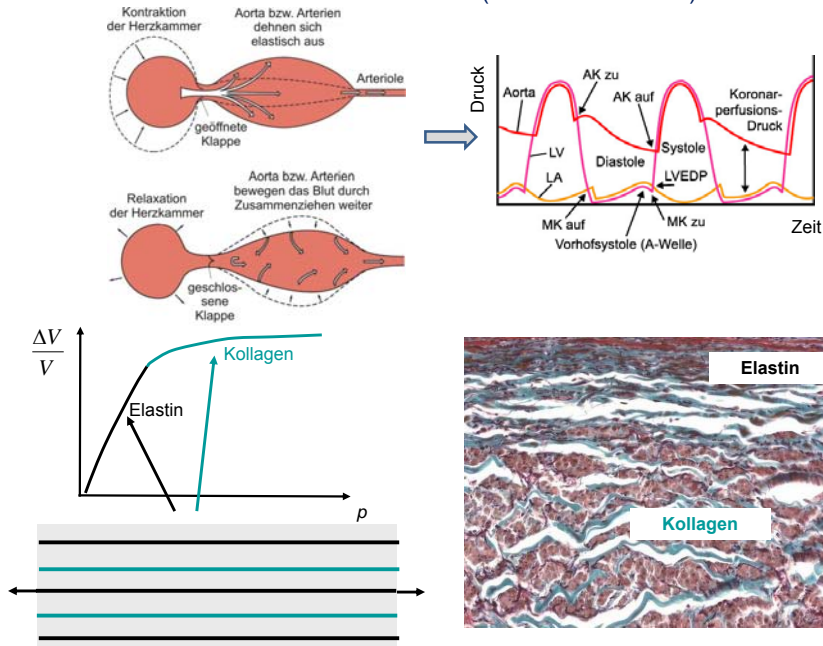 Kontraktion
der Herzkammer
Aorta bzw. Arterien
dehnen sich
elastisch aus
Arteriole
geöffnete
Klappe
Relaxation
der Herzkammer
Aorta bzw. Arterien
bewegen das Blut durch
Zusammenziehen weiter
geschlos-
sene
Klappe
Druck
Aorta
AK zu
AK auf
Koronar-
perfusions-
Druck
Systole
Diastole
LV
LA
LVEDP
MK auf
MK zu
Vorhofsystole (A-Welle)
Zeit
ΔV
V
Kollagen
Elastin
p
Elastin
Kollagen